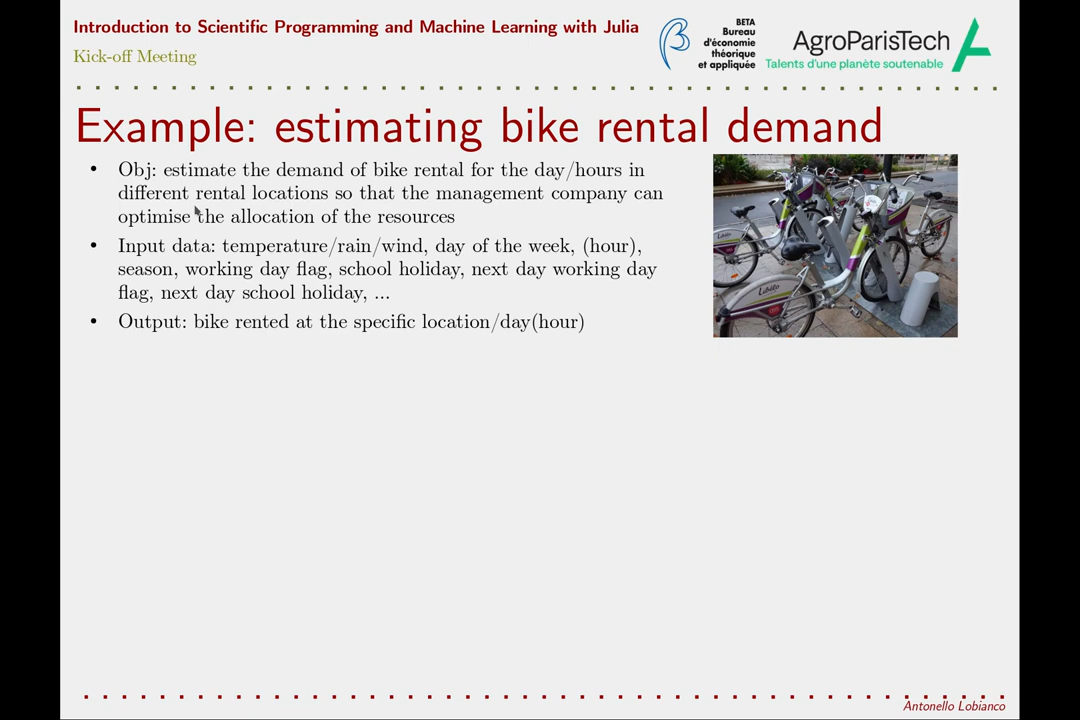 Introduction to Scientific Programming and Machine Learning with Julia
Kick-off Meeting
BETA
Bureau
d'économie
théorique
et appliquée
AgroParisTech
Talents d'une planète soutenable
Example: estimating bike rental demand
• Obj: estimate the demand of bike rental for the day/hours in
different rental locations so that the management company can
optimise the allocation of the resources
• Input data: temperature/rain/wind, day of the week, (hour),
season, working day flag, school holiday, next day working day
flag, next day school holiday, ...
• Output: bike rented at the specific location/day(hour)
Libélo
Antonello Lobianco